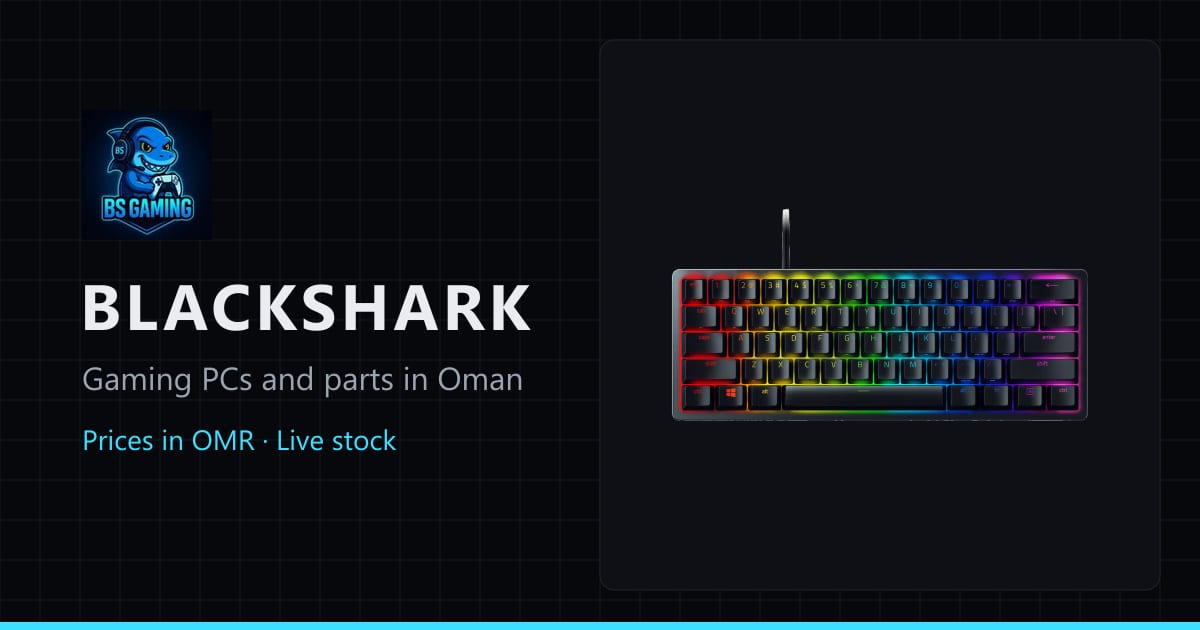 BS
BS GAMING
BLACKSHARK
Gaming PCs and parts in Oman
Prices in OMR · Live stock